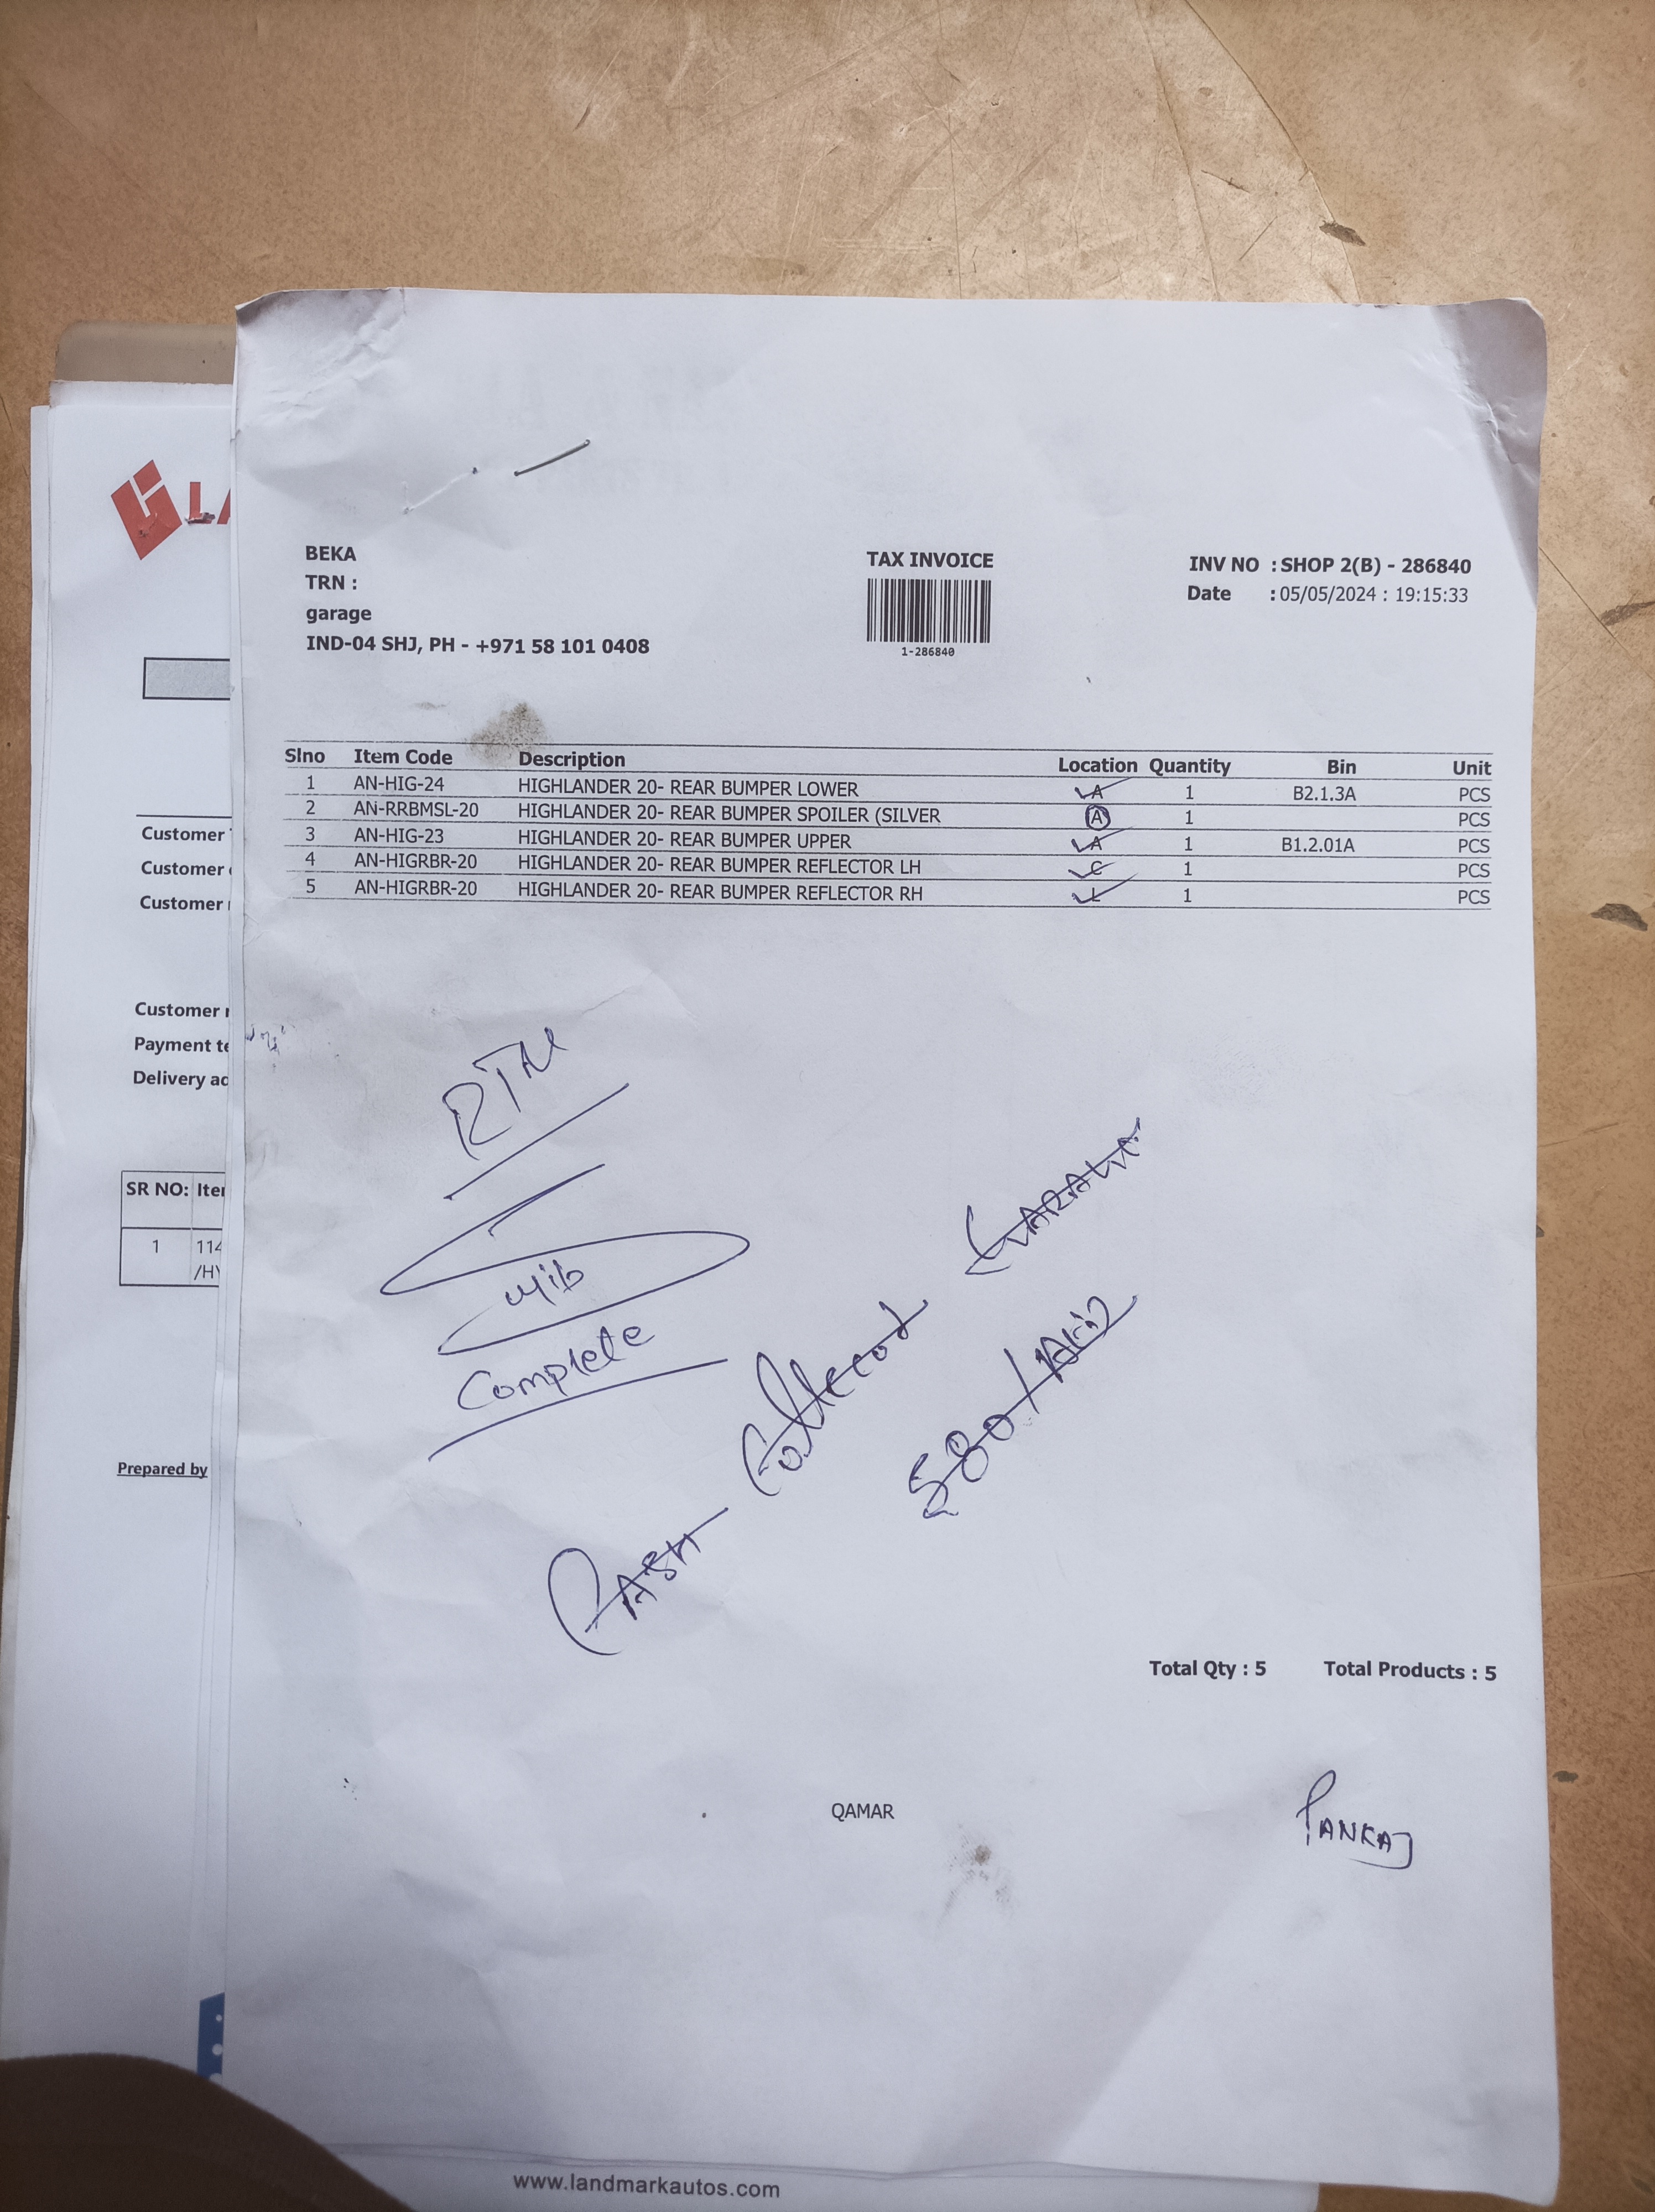 BEKA
TRN :
garage
IND-04 SHJ, PH - +971 58 101 0408
TAX INVOICE
1-286840
INV NO : SHOP 2(B) - 286840
Date : 05/05/2024 : 19:15:33
Slno Item Code Description Location Quantity Bin Unit
1 AN-HIG-24 HIGHLANDER 20- REAR BUMPER LOWER A 1 B2.1.3A PCS
2 AN-RRBMSL-20 HIGHLANDER 20- REAR BUMPER SPOILER (SILVER A 1 PCS
3 AN-HIG-23 HIGHLANDER 20- REAR BUMPER UPPER A 1 B1.2.01A PCS
4 AN-HIGRBR-20 HIGHLANDER 20- REAR BUMPER REFLECTOR LH C 1 PCS
5 AN-HIGRBR-20 HIGHLANDER 20- REAR BUMPER REFLECTOR RH L 1 PCS
Complete
CASH
580/AED
Total Qty : 5 Total Products : 5
QAMAR
PANKAJ
LA
Customer
Customer
Customer
Customer
Payment te
Delivery ad
SR NO: Ite
1 114
/HY
Prepared by
www.landmarkautos.com